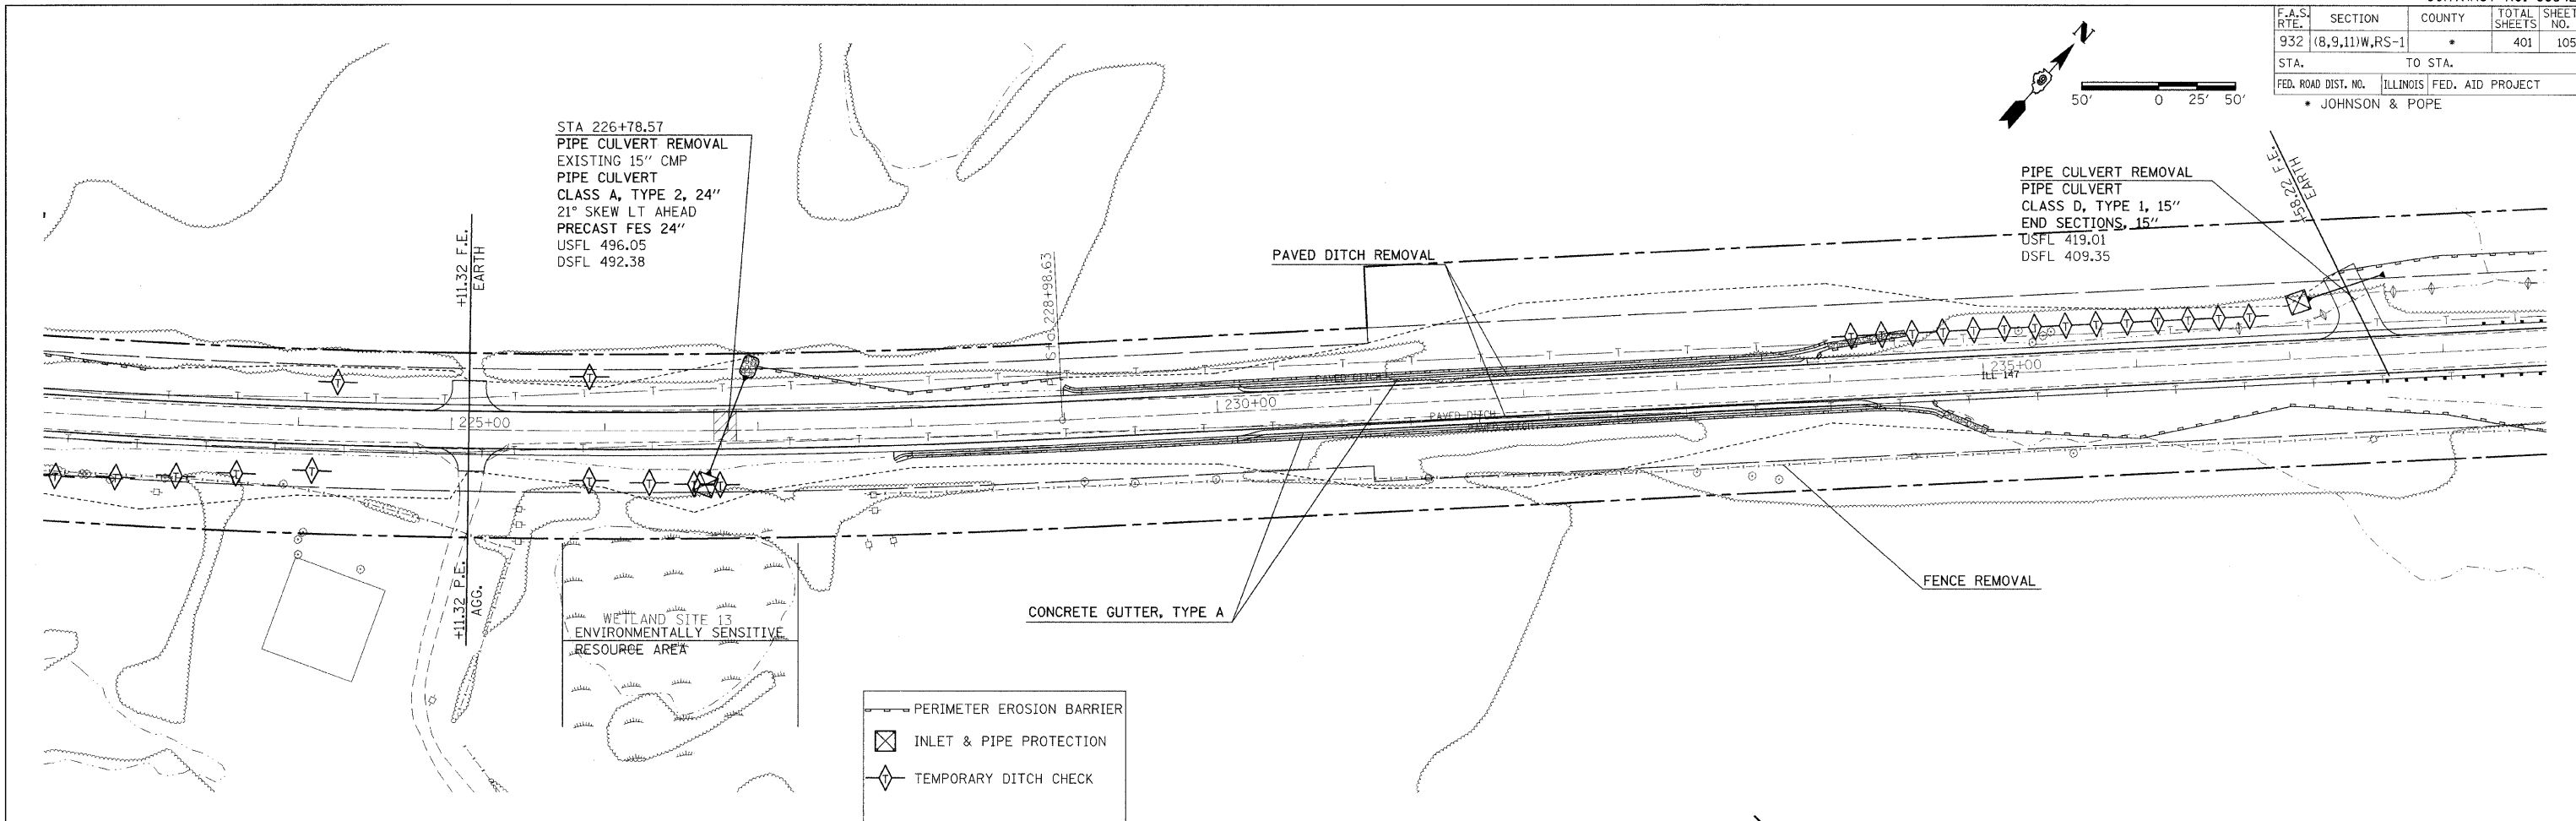 F.A.S. RTE. SECTION COUNTY TOTAL SHEETS SHEET NO.
932 (8,9,11)W,RS-1 * 401 105
STA. TO STA.
FED. ROAD DIST. NO. ILLINOIS FED. AID PROJECT
* JOHNSON & POPE
N
50' 0 25' 50'
STA 226+78.57
PIPE CULVERT REMOVAL
EXISTING 15" CMP
PIPE CULVERT
CLASS A, TYPE 2, 24"
21° SKEW LT AHEAD
PRECAST FES 24"
USFL 496.05
DSFL 492.38
PIPE CULVERT REMOVAL
PIPE CULVERT
CLASS D, TYPE 1, 15"
END SECTIONS, 15"
USFL 419.01
DSFL 409.35
+58.22 F.E.
EARTH
+11.32 F.E.
EARTH
PT Sta 228+98.63
PAVED DITCH REMOVAL
PAVED DITCH
225+00
230+00
235+00
ILL 147
PAVED DITCH
PAVED DITCH
+11.32 P.E.
AGG.
WETLAND SITE 13
ENVIRONMENTALLY SENSITIVE
RESOURCE AREA
CONCRETE GUTTER, TYPE A
FENCE REMOVAL
PERIMETER EROSION BARRIER
INLET & PIPE PROTECTION
T TEMPORARY DITCH CHECK